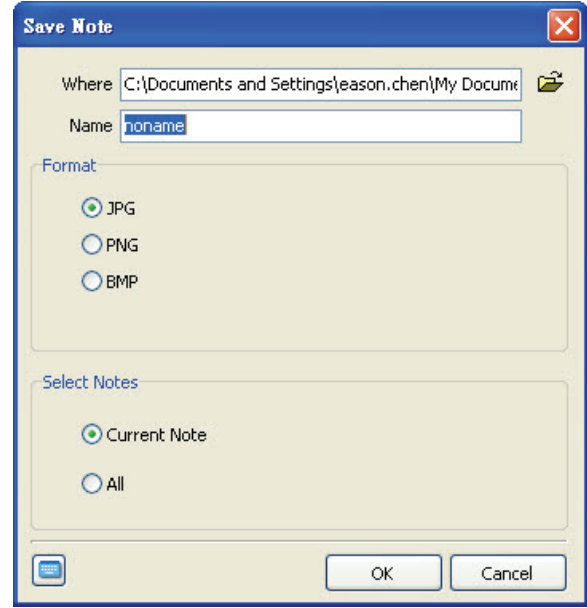 Save Note
Where C:\Documents and Settings\eason.chen\My Docume
Name noname
Format
JPG
PNG
BMP
Select Notes
Current Note
All
OK Cancel